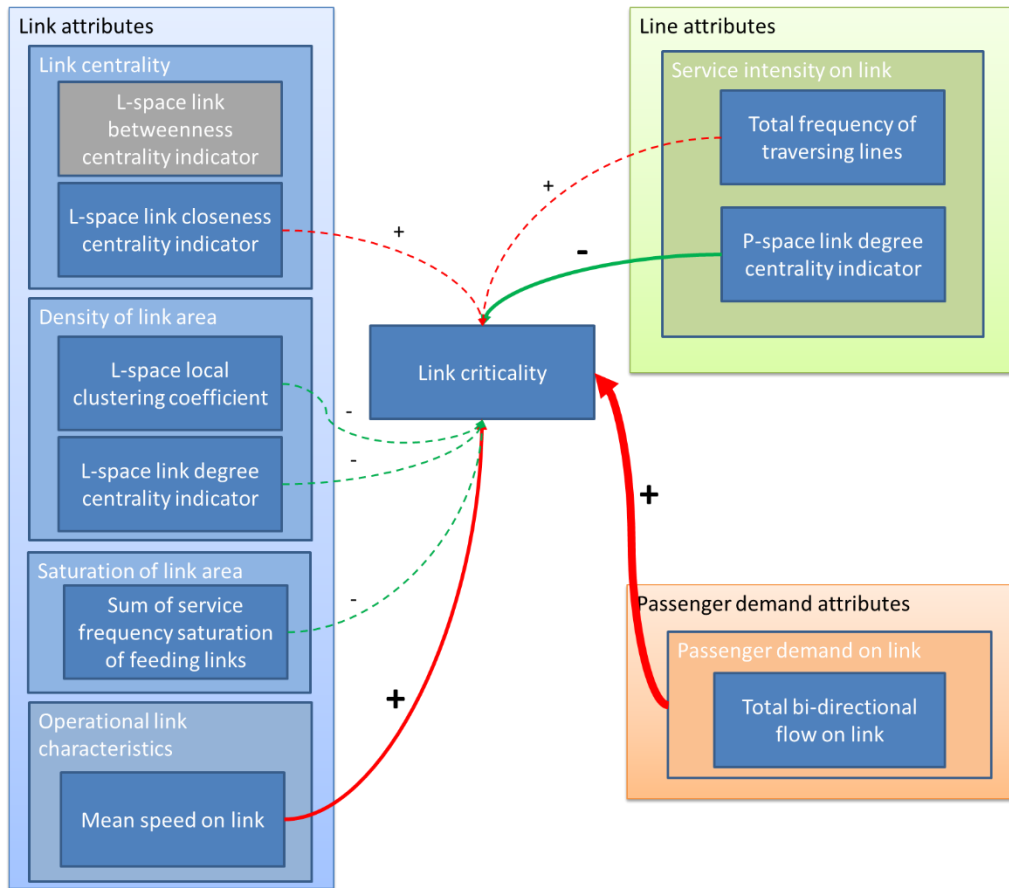 Link attributes
Link centrality
L-space link
betweenness
centrality indicator
L-space link closeness
centrality indicator
+
Density of link area
L-space local
clustering coefficient
-
L-space link degree
centrality indicator
-
Saturation of link area
Sum of service
frequency saturation
of feeding links
-
Operational link
characteristics
Mean speed on link
+
Link criticality
Line attributes
Service intensity on link
Total frequency of
traversing lines
+
P-space link degree
centrality indicator
-
Passenger demand attributes
Passenger demand on link
Total bi-directional
flow on link
+